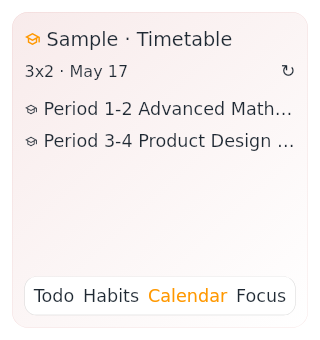 Sample · Timetable
3x2 · May 17 ↻
Period 1-2 Advanced Math…
Period 3-4 Product Design …
Todo Habits Calendar Focus